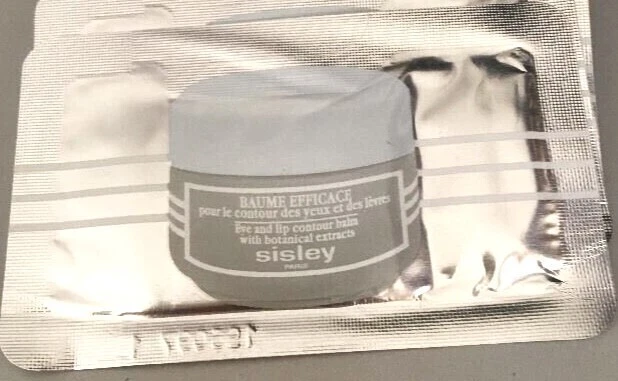 BAUME EFFICACE
pour le contour des yeux et des lèvres
Eye and lip contour balm
with botanical extracts
sisley
PARIS